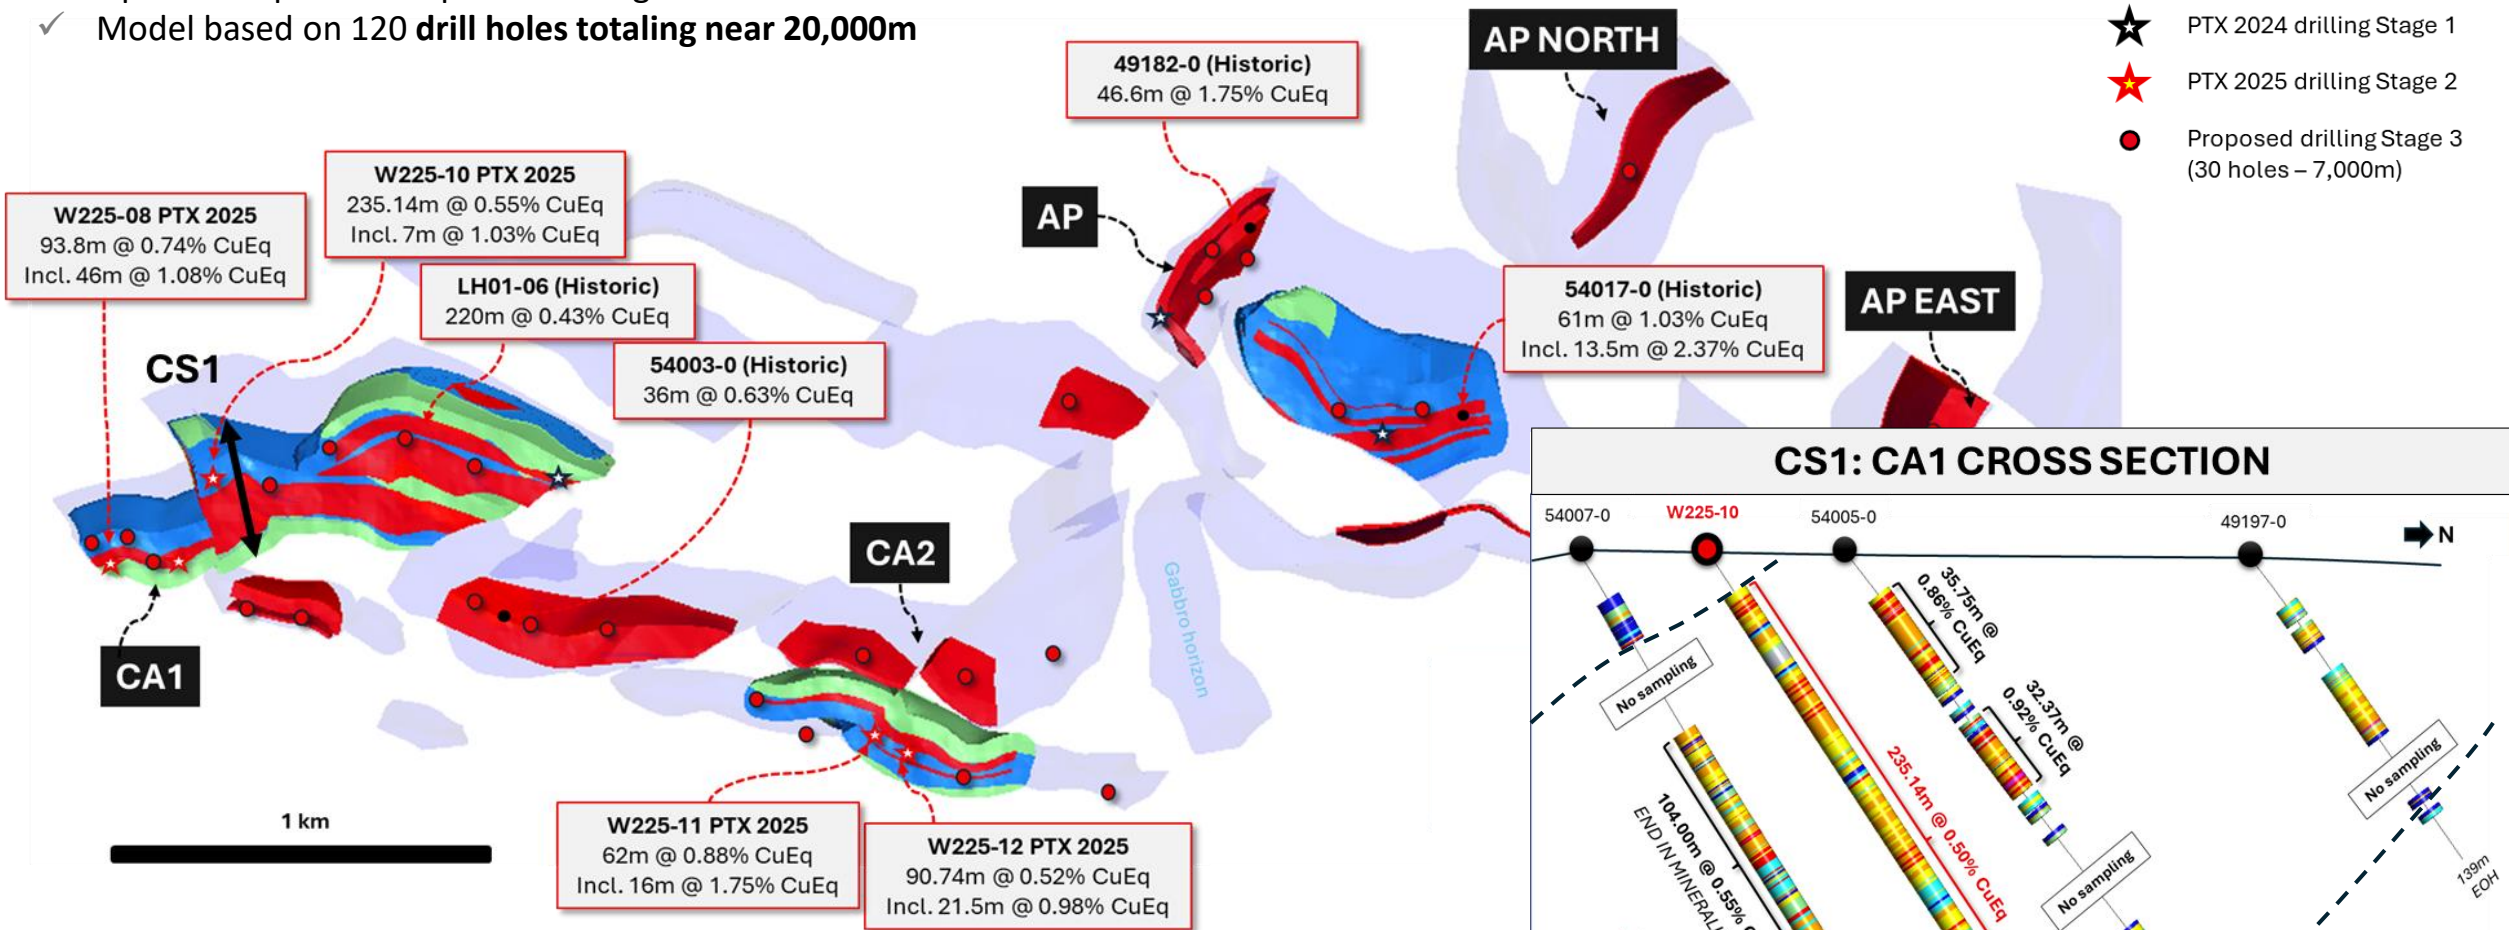 ✓ Model based on 120 drill holes totaling near 20,000m
PTX 2024 drilling Stage 1
PTX 2025 drilling Stage 2
Proposed drilling Stage 3
(30 holes – 7,000m)
AP NORTH
49182-0 (Historic)
46.6m @ 1.75% CuEq
W225-10 PTX 2025
235.14m @ 0.55% CuEq
Incl. 7m @ 1.03% CuEq
W225-08 PTX 2025
93.8m @ 0.74% CuEq
Incl. 46m @ 1.08% CuEq
AP
LH01-06 (Historic)
220m @ 0.43% CuEq
54017-0 (Historic)
61m @ 1.03% CuEq
Incl. 13.5m @ 2.37% CuEq
AP EAST
CS1
54003-0 (Historic)
36m @ 0.63% CuEq
CA2
CA1
Gabbro horizon
1 km
W225-11 PTX 2025
62m @ 0.88% CuEq
Incl. 16m @ 1.75% CuEq
W225-12 PTX 2025
90.74m @ 0.52% CuEq
Incl. 21.5m @ 0.98% CuEq
CS1: CA1 CROSS SECTION
54007-0
W225-10
54005-0
49197-0
N
35.75m @
0.86% CuEq
No sampling
32.37m @
0.92% CuEq
235.14m @ 0.50% CuEq
104.00m @ 0.55%
END IN MINERALI
No sampling
No sampling
139m
EOH